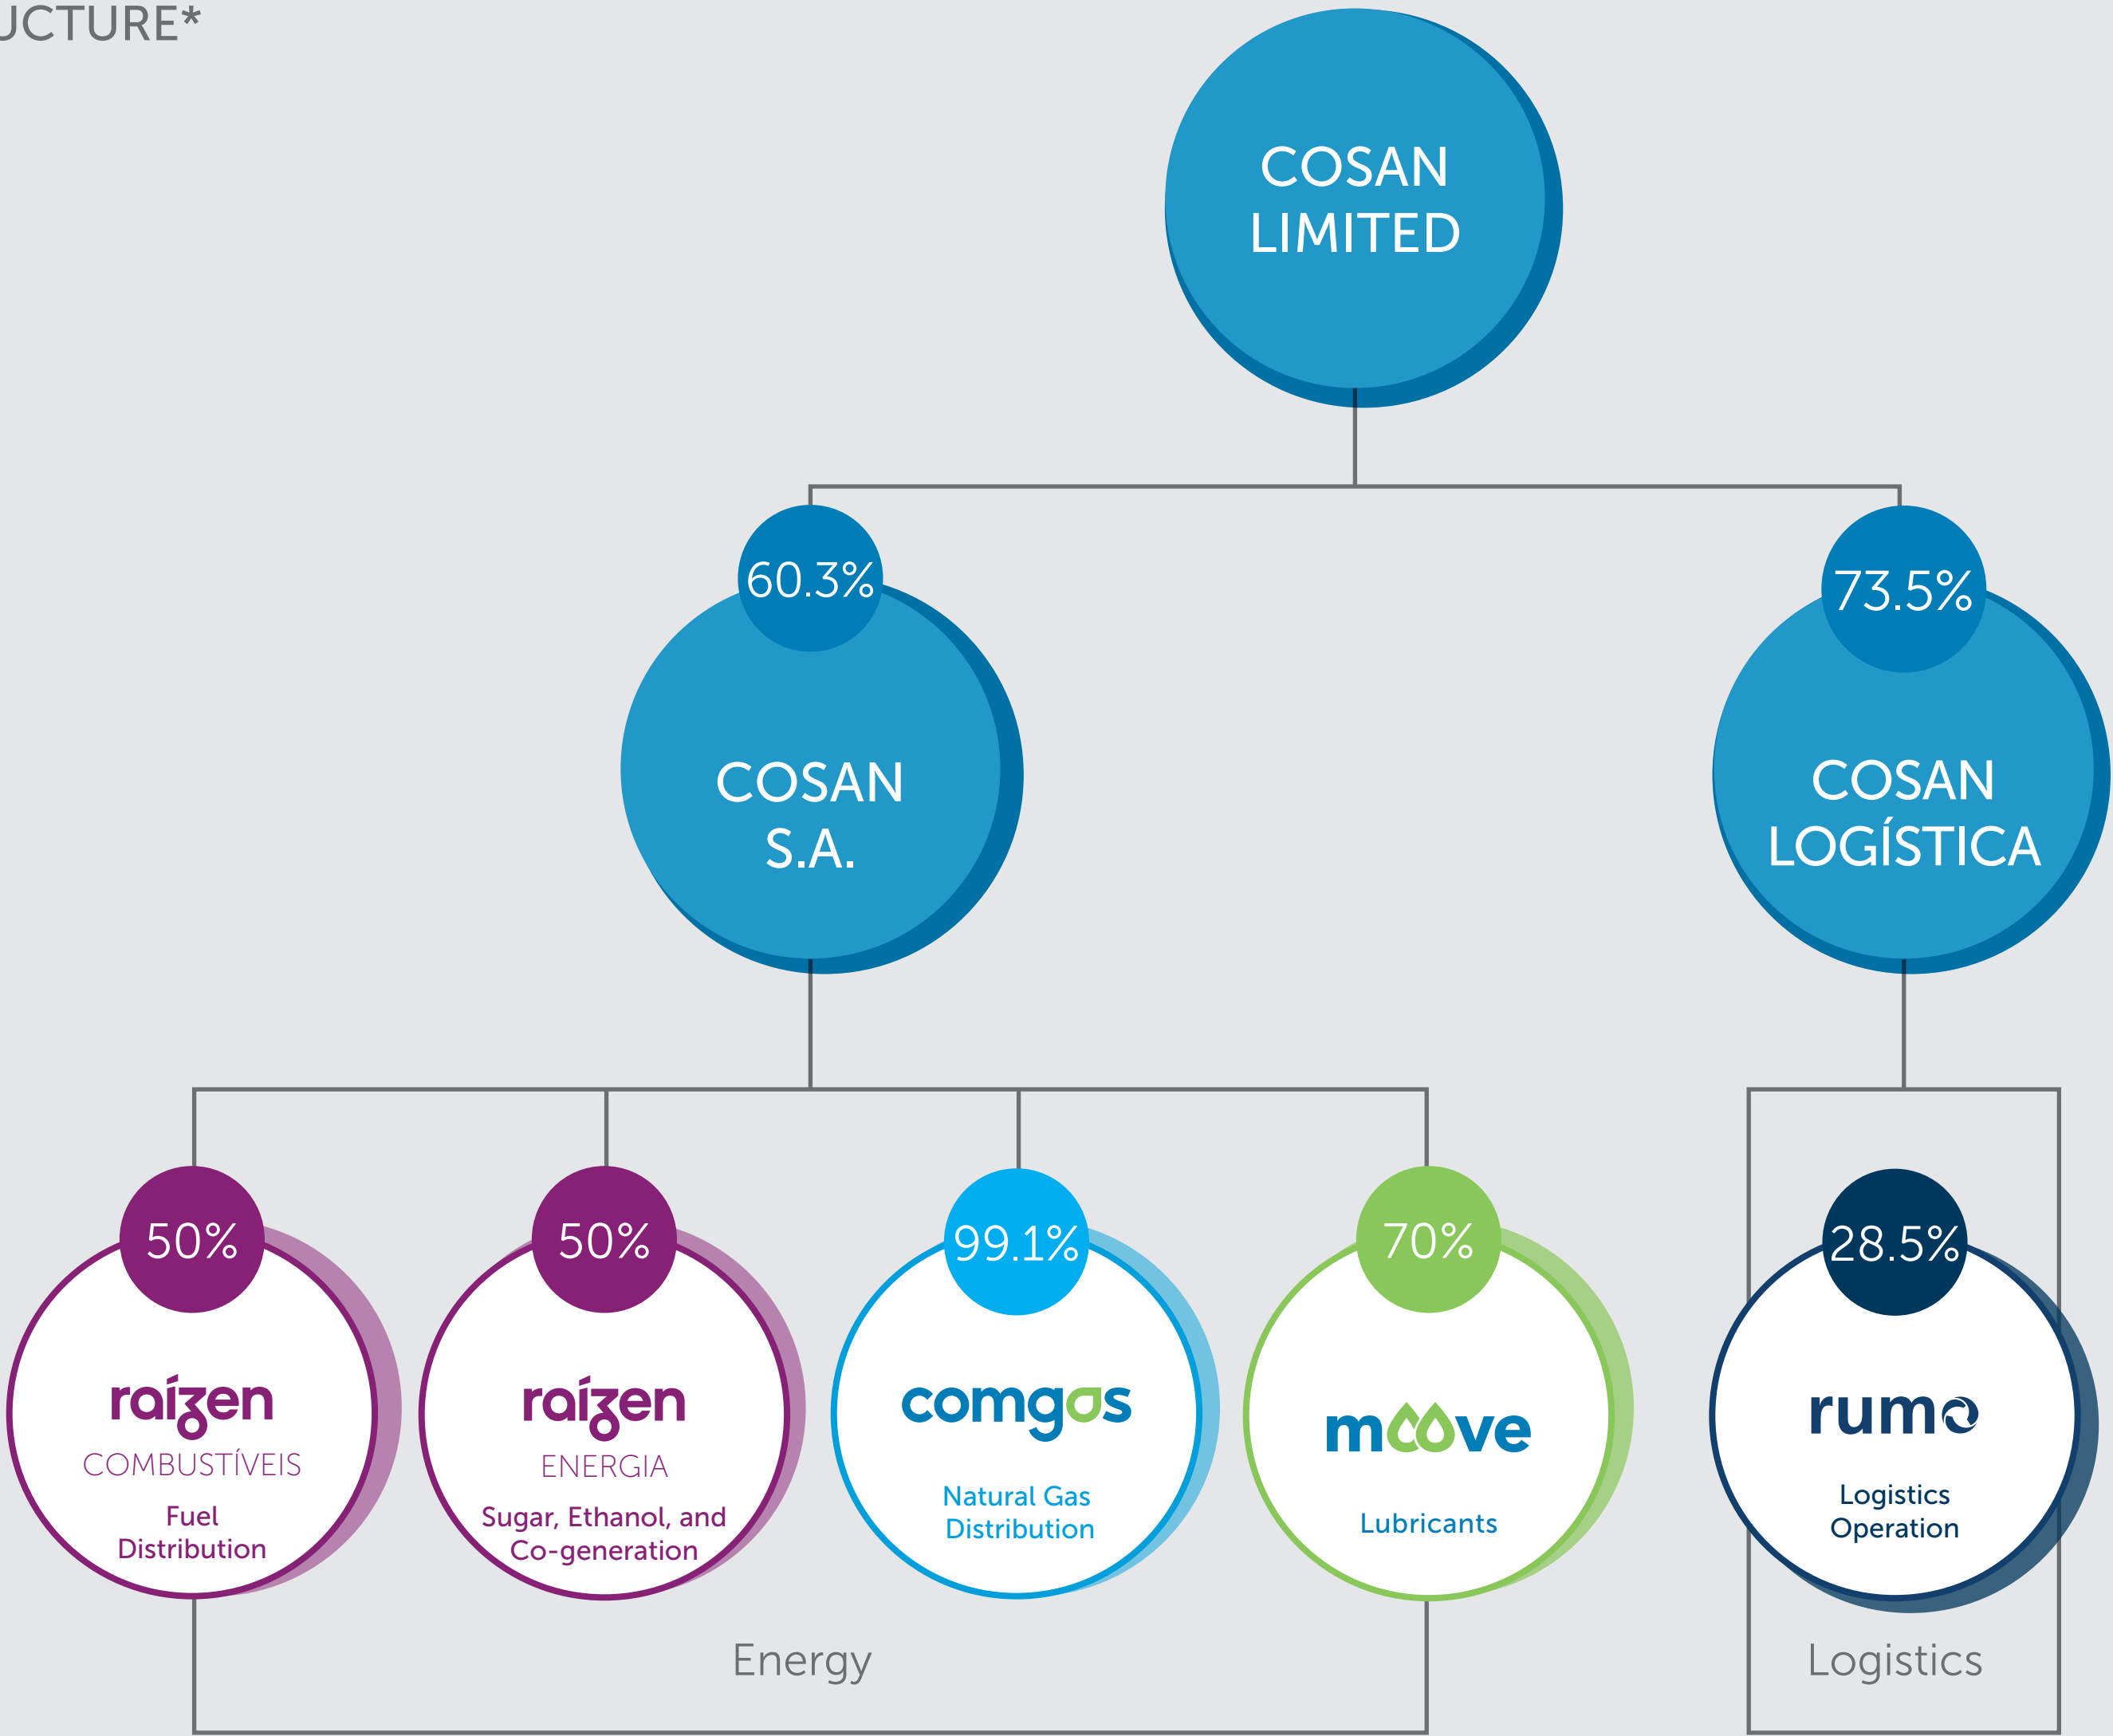 UCTURE*
COSAN
LIMITED
60.3%
73.5%
COSAN
S.A.
COSAN
LOGÍSTICA
50%
50%
99.1%
70%
28.5%
raízen
COMBUSTÍVEIS
Fuel
Distribution
raízen
ENERGIA
Sugar, Ethanol, and
Co-generation
comgas
Natural Gas
Distribution
moove
Lubricants
rumo
Logistics
Operation
Energy
Logistics